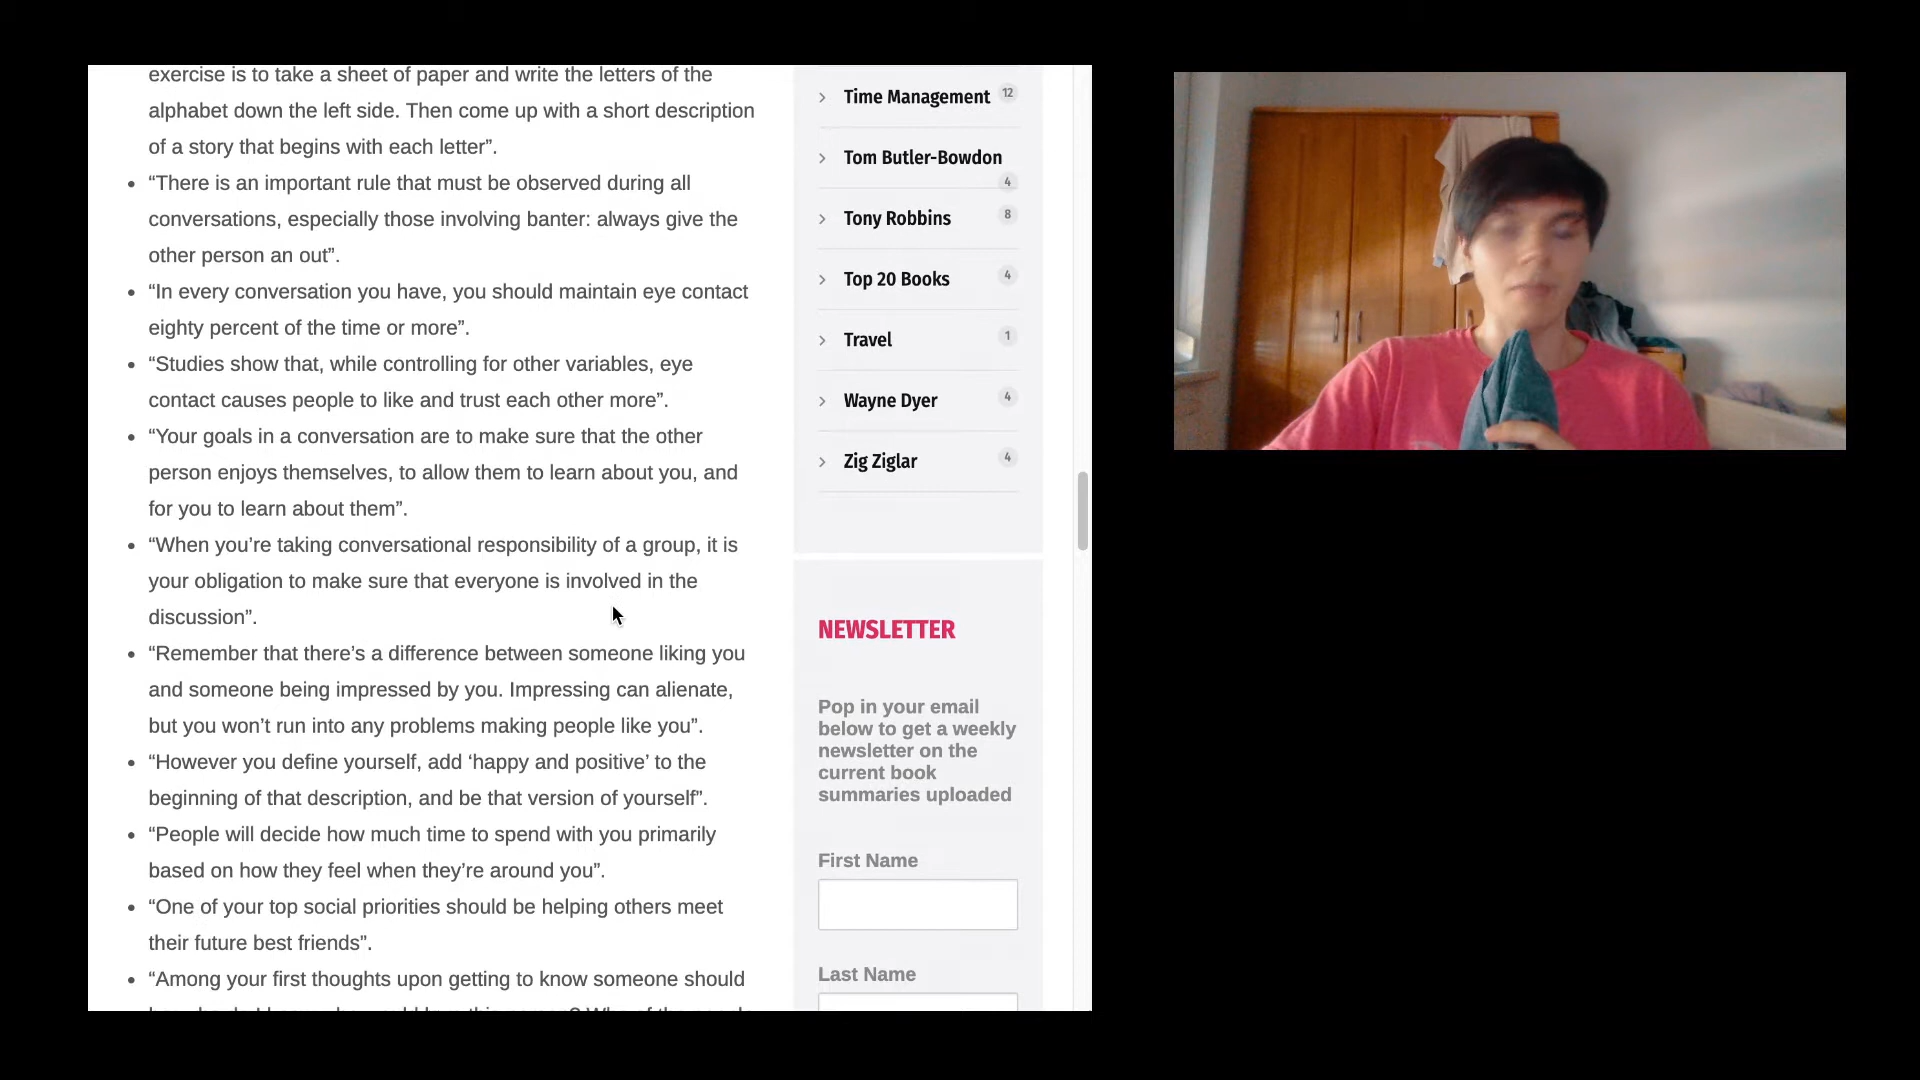 exercise is to take a sheet of paper and write the letters of the
alphabet down the left side. Then come up with a short description
of a story that begins with each letter”.
“There is an important rule that must be observed during all
conversations, especially those involving banter: always give the
other person an out”.
“In every conversation you have, you should maintain eye contact
eighty percent of the time or more”.
“Studies show that, while controlling for other variables, eye
contact causes people to like and trust each other more”.
“Your goals in a conversation are to make sure that the other
person enjoys themselves, to allow them to learn about you, and
for you to learn about them”.
“When you’re taking conversational responsibility of a group, it is
your obligation to make sure that everyone is involved in the
discussion”.
“Remember that there’s a difference between someone liking you
and someone being impressed by you. Impressing can alienate,
but you won’t run into any problems making people like you”.
“However you define yourself, add ‘happy and positive’ to the
beginning of that description, and be that version of yourself”.
“People will decide how much time to spend with you primarily
based on how they feel when they’re around you”.
“One of your top social priorities should be helping others meet
their future best friends”.
“Among your first thoughts upon getting to know someone should
Time Management 12
Tom Butler-Bowdon
4
Tony Robbins 8
Top 20 Books 4
Travel 1
Wayne Dyer 4
Zig Ziglar 4
NEWSLETTER
Pop in your email
below to get a weekly
newsletter on the
current book
summaries uploaded
First Name
Last Name